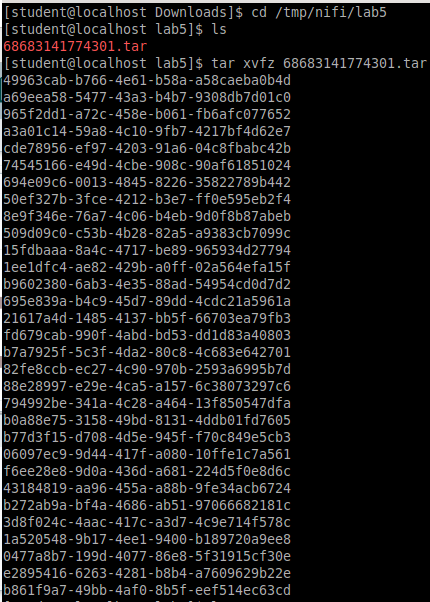 [student@localhost Downloads]$ cd /tmp/nifi/lab5
[student@localhost lab5]$ ls
68683141774301.tar
[student@localhost lab5]$ tar xvfz 68683141774301.tar
49963cab-b766-4e61-b58a-a58caeba0b4d
a69eea58-5477-43a3-b4b7-9308db7d01c0
965f2dd1-a72c-458e-b061-fb6afc077652
a3a01c14-59a8-4c10-9fb7-4217bf4d62e7
cde78956-ef97-4203-91a6-04c8fbabc42b
74545166-e49d-4cbe-908c-90af61851024
694e09c6-0013-4845-8226-35822789b442
50ef327b-3fce-4212-b3e7-ff0e595eb2f4
8e9f346e-76a7-4c06-b4eb-9d0f8b87abeb
509d09c0-c53b-4b28-82a5-a9383cb7099c
15fdbaaa-8a4c-4717-be89-965934d27794
1ee1dfc4-ae82-429b-a0ff-02a564efa15f
b9602380-6ab3-4e35-88ad-54954cd0d7d2
695e839a-b4c9-45d7-89dd-4cdc21a5961a
21617a4d-1485-4137-bb5f-66703ea79fb3
fd679cab-990f-4abd-bd53-dd1d83a40803
b7a7925f-5c3f-4da2-80c8-4c683e642701
82fe8ccb-ec27-4c90-970b-2593a6995b7d
88e28997-e29e-4ca5-a157-6c38073297c6
794992be-341a-4c28-a464-13f850547dfa
b0a88e75-3158-49bd-8131-4ddb01fd7605
b77d3f15-d708-4d5e-945f-f70c849e5cb3
06097ec9-9d44-417f-a080-10ffe1c7a561
f6ee28e8-9d0a-436d-a681-224d5f0e8d6c
43184819-aa96-455a-a88b-9fe34acb6724
b272ab9a-bf4a-4686-ab51-97066682181c
3d8f024c-4aac-417c-a3d7-4c9e714f578c
1a520548-9b17-4ee1-9400-b189720a9ee8
0477a8b7-199d-4077-86e8-5f31915cf30e
e2895416-6263-4281-b8b4-a7609629b22e
b861f9a7-49bb-4af0-8b5f-eef514ec63cd